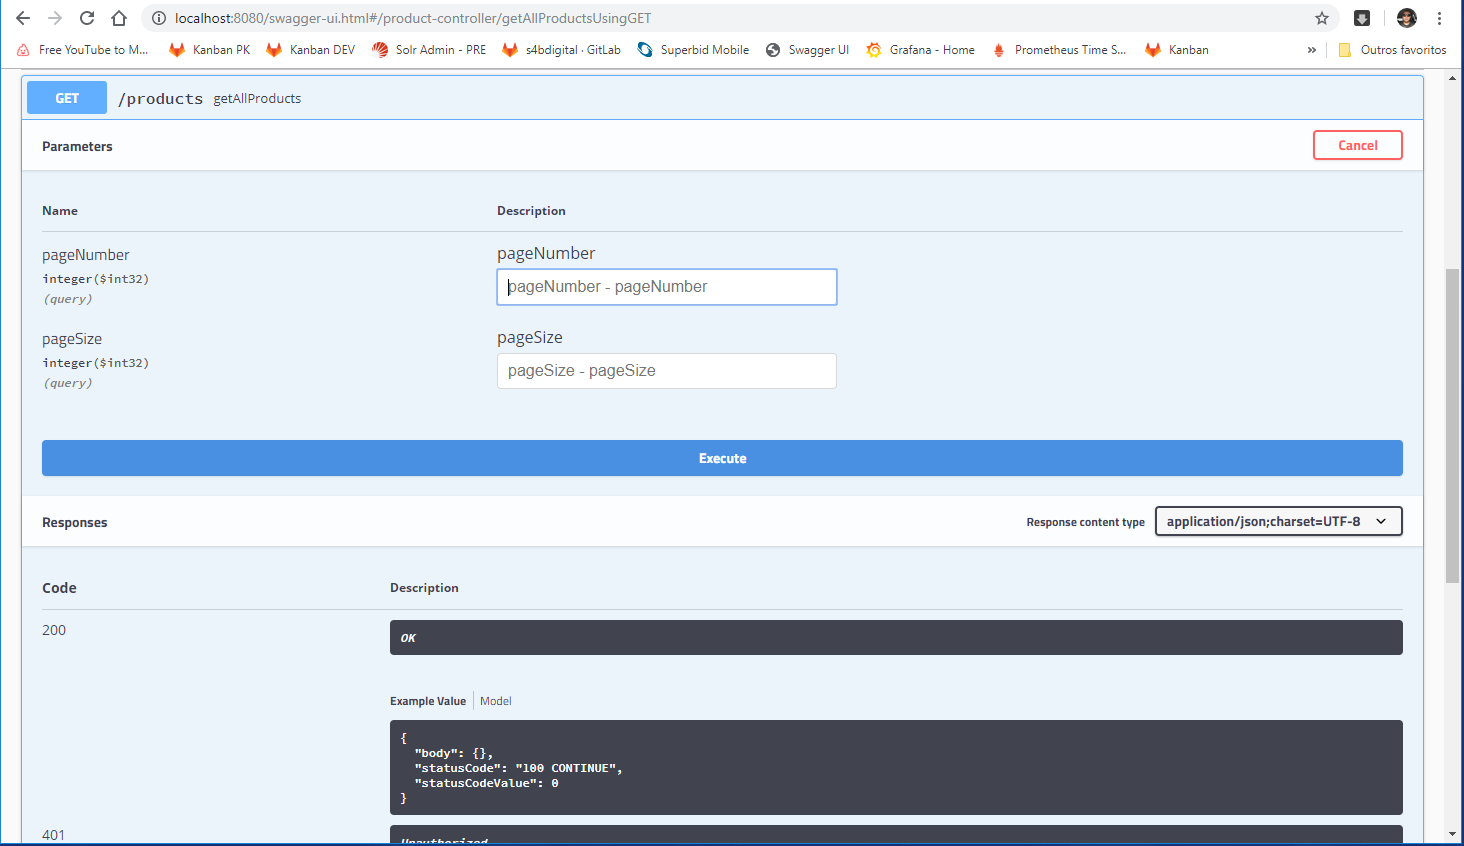 localhost:8080/swagger-ui.html#/product-controller/getAllProductsUsingGET
Free YouTube to M... Kanban PK Kanban DEV Solr Admin - PRE s4bdigital · GitLab Superbid Mobile Swagger UI Grafana - Home Prometheus Time S... Kanban » Outros favoritos
GET /products getAllProducts
Parameters Cancel
Name Description
pageNumber pageNumber
integer($int32) pageNumber - pageNumber
(query)
pageSize pageSize
integer($int32) pageSize - pageSize
(query)
Execute
Responses Response content type application/json;charset=UTF-8
Code Description
200 OK
Example Value Model
{
"body": {},
"statusCode": "100 CONTINUE",
"statusCodeValue": 0
}
401 Unauthorized